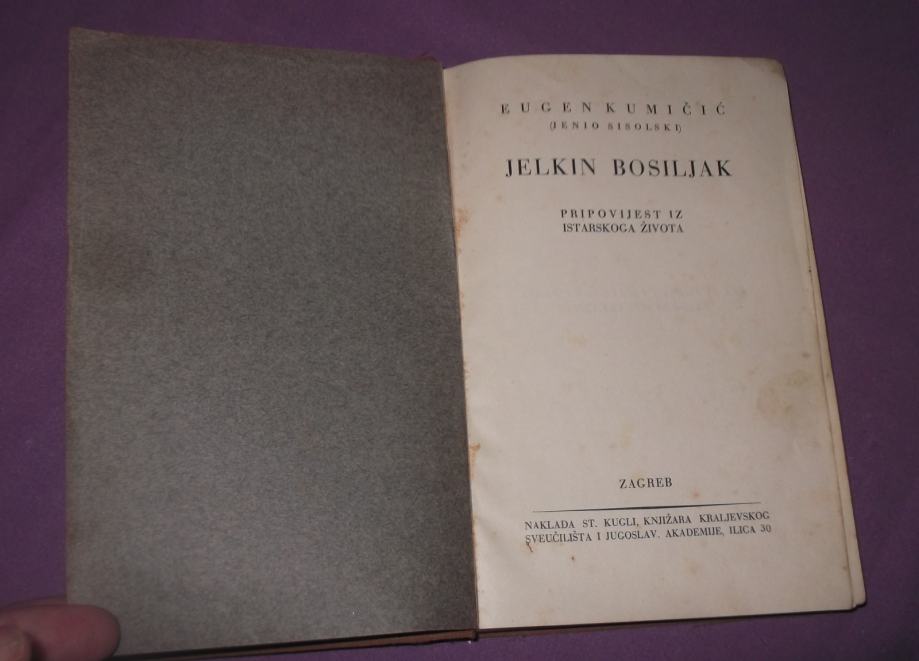 EUGEN KUMIČIĆ
(JENIO SISOLSKI)
JELKIN BOSILJAK
PRIPOVIJEST IZ
ISTARSKOGA ŽIVOTA
ZAGREB
NAKLADA ST. KUGLI, KNJIŽARA KRALJEVSKOG
SVEUČILIŠTA I JUGOSLAV. AKADEMIJE, ILICA 30